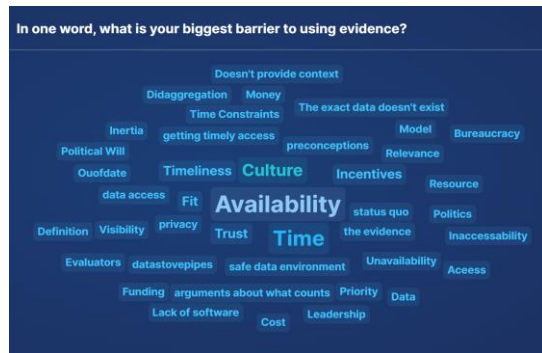 In one word, what is your biggest barrier to using evidence?
Doesn't provide context
Didaggregation Money
Time Constraints The exact data doesn't exist
Inertia getting timely access preconceptions Model Bureaucracy
Political Will Relevance
Ouofdate Timeliness Culture Incentives Resource
data access Fit Availability status quo Politics
Definition Visibility privacy Trust Time the evidence Inaccessability
Evaluators datastovepipes safe data environment Unavailability Aceess
Funding arguments about what counts Priority Data
Lack of software Cost Leadership